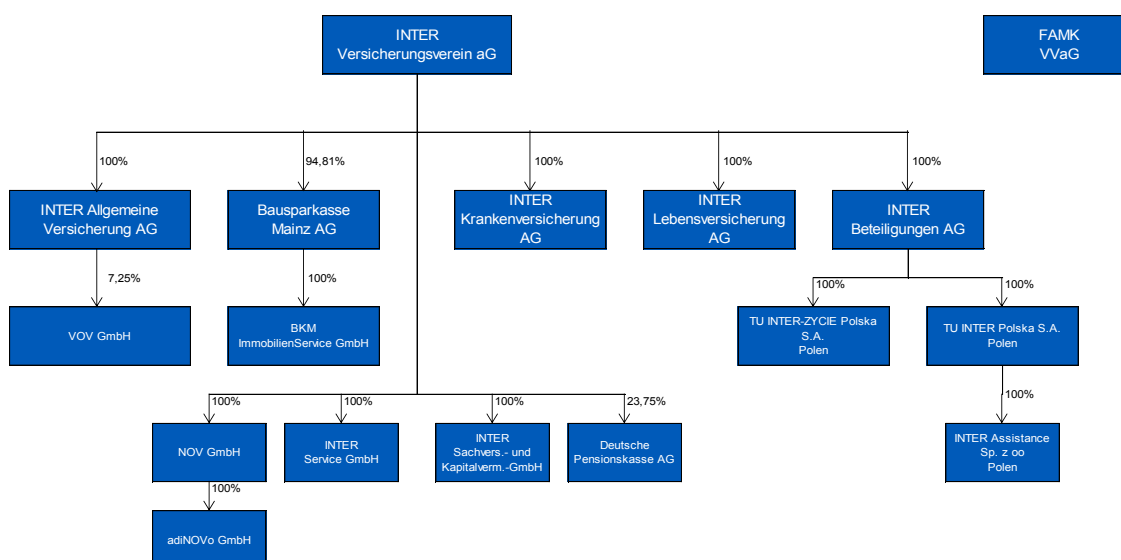 INTER
Versicherungsverein aG
FAMK
VVaG
100%
94,81%
100%
100%
100%
INTER Allgemeine
Versicherung AG
Bausparkasse
Mainz AG
INTER
Krankenversicherung
AG
INTER
Lebensversicherung
AG
INTER
Beteiligungen AG
7,25%
100%
100%
100%
VOV GmbH
BKM
ImmobilienService GmbH
TU INTER-ZYCIE Polska
S.A.
Polen
TU INTER Polska S.A.
Polen
100%
100%
100%
23,75%
100%
NOV GmbH
INTER
Service GmbH
INTER
Sachvers.- und
Kapitalverm.-GmbH
Deutsche
Pensionskasse AG
INTER Assistance
Sp. z oo
Polen
100%
adiNOVo GmbH